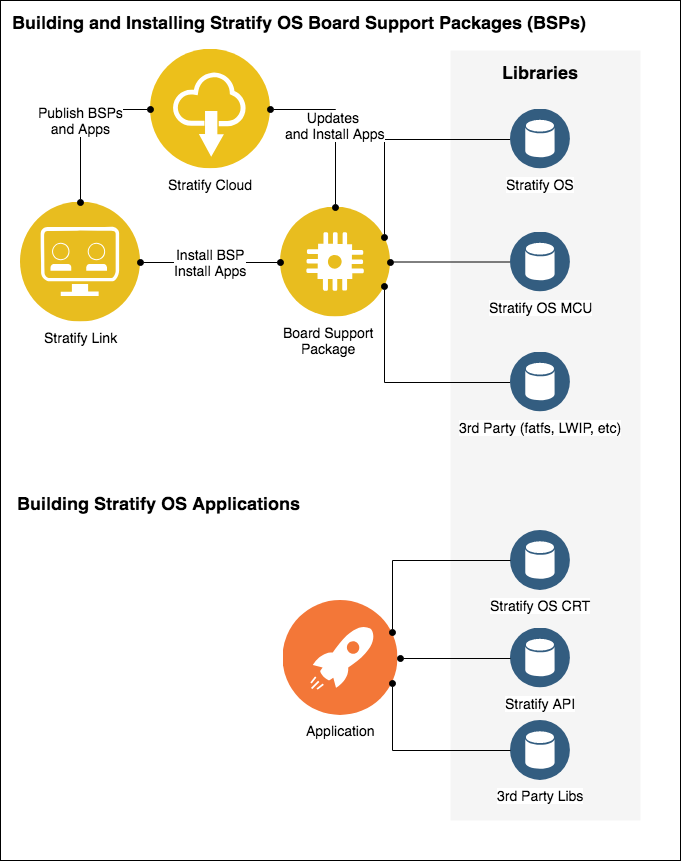 Building and Installing Stratify OS Board Support Packages (BSPs)
Libraries
Publish BSPs
and Apps
Updates
and Install Apps
Stratify Cloud
Stratify OS
Install BSP
Install Apps
Stratify Link
Board Support
Package
Stratify OS MCU
3rd Party (fatfs, LWIP, etc)
Building Stratify OS Applications
Stratify OS CRT
Application
Stratify API
3rd Party Libs